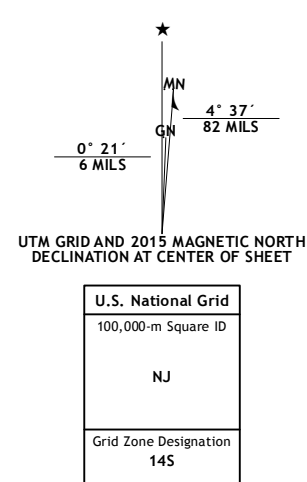 ★
MN
GN
4° 37´
82 MILS
0° 21´
6 MILS
UTM GRID AND 2015 MAGNETIC NORTH
DECLINATION AT CENTER OF SHEET
U.S. National Grid
100,000-m Square ID
NJ
Grid Zone Designation
14S